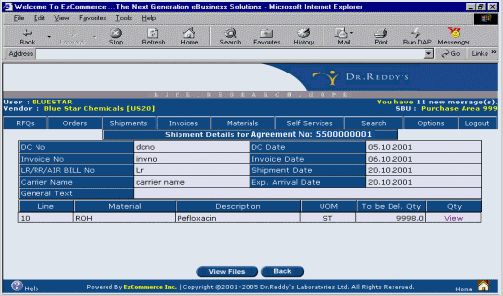 Welcome To EzCommerce...The Next Generation eBusiness Solutions - Microsoft Internet Explorer
File Edit View Favorites Tools Help
Back Stop Refresh Home Search Favorites History Mail Print Run DAP Messenger
Address Go Links »
DR.REDDY'S
LIFE. RESEARCH. HOPE
User : BLUESTAR You have 11 new message(s).
Vendor : Blue Star Chemicals [US20] SBU : Purchase Area 999
RFQs Orders Shipments Invoices Materials Self Services Search Options Logout
Shipment Details for Agreement No: 5500000001
DC No dcno DC Date 05.10.2001
Invoice No invno Invoice Date 06.10.2001
LR/RR/AIR BILL No Lr Shipment Date 20.10.2001
Carrier Name carrier name Exp. Arrival Date 20.10.2001
General Text
Line Material Description UOM To be Del. Qty Qty
10 ROH Pefloxacin ST 9998.0 View
View Files Back
Help Powered By EzCommerce Inc. | Copyright ©2001-2005 Dr.Reddy's Laboratories Ltd. All Rights Reserved. Home